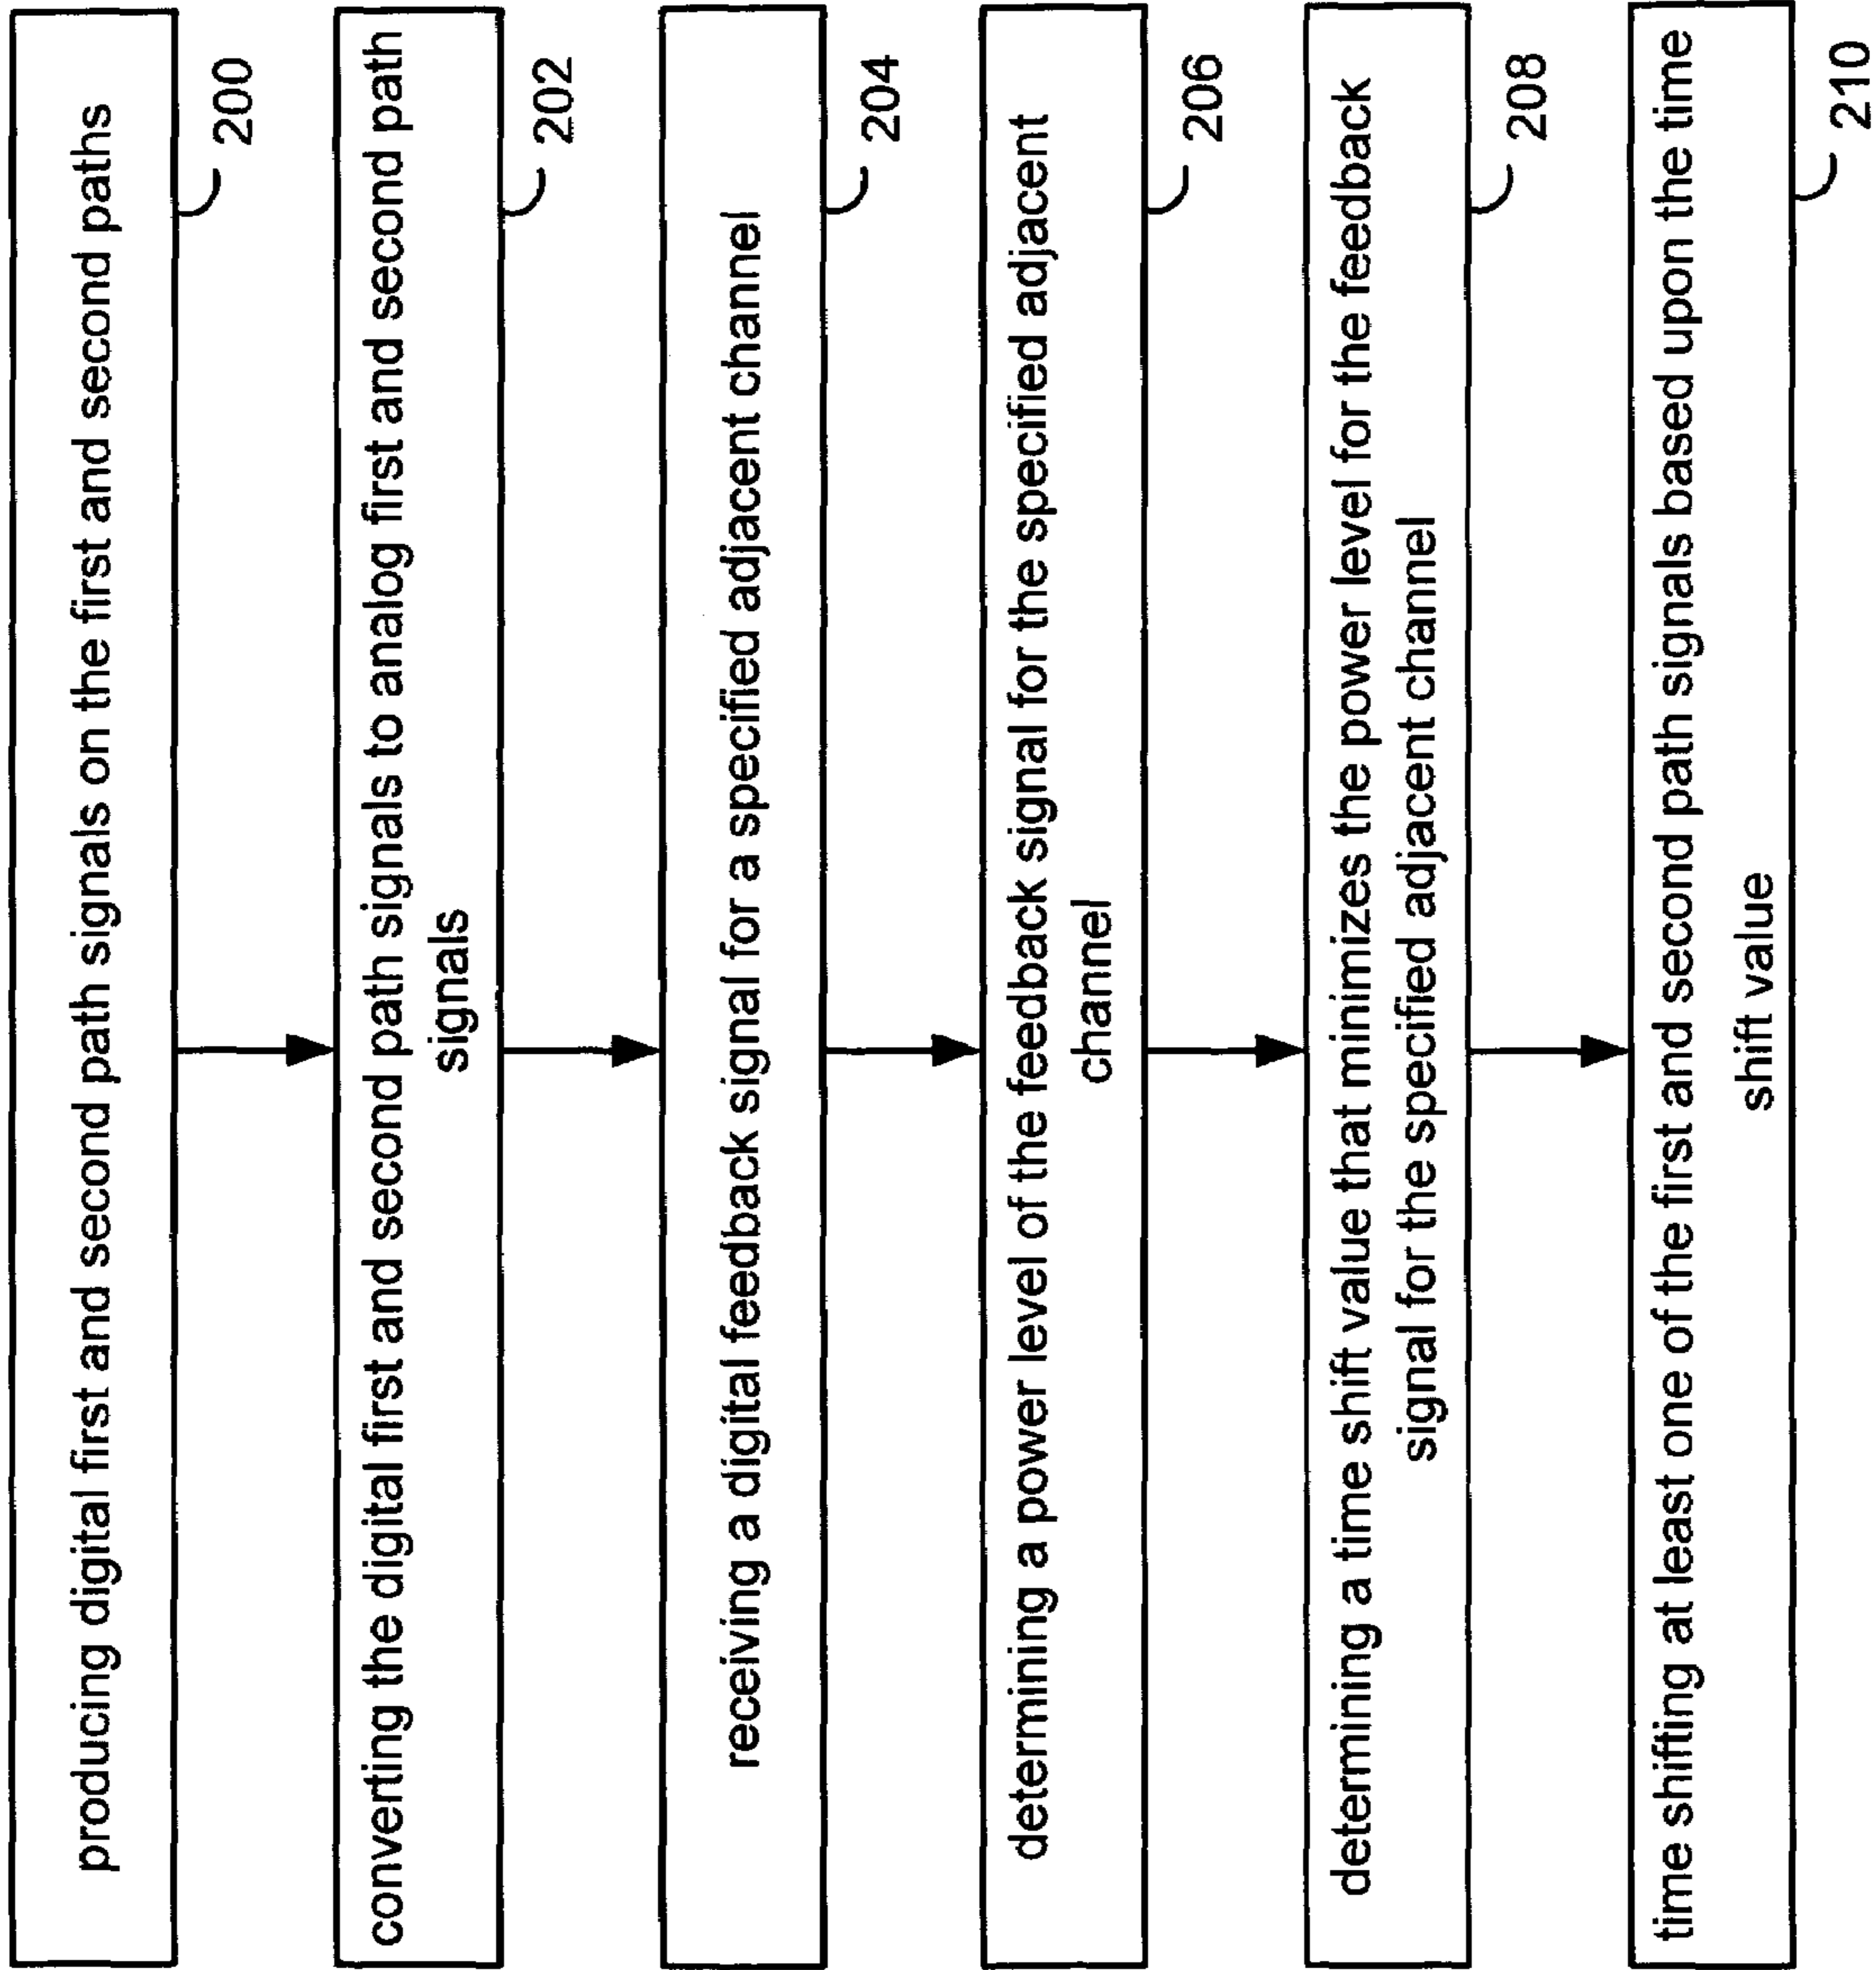 producing digital first and second path signals on the first and second paths
200
converting the digital first and second path signals to analog first and second path
signals
202
receiving a digital feedback signal for a specified adjacent channel
204
determining a power level of the feedback signal for the specified adjacent
channel
206
determining a time shift value that minimizes the power level for the feedback
signal for the specified adjacent channel
208
time shifting at least one of the first and second path signals based upon the time
shift value
210